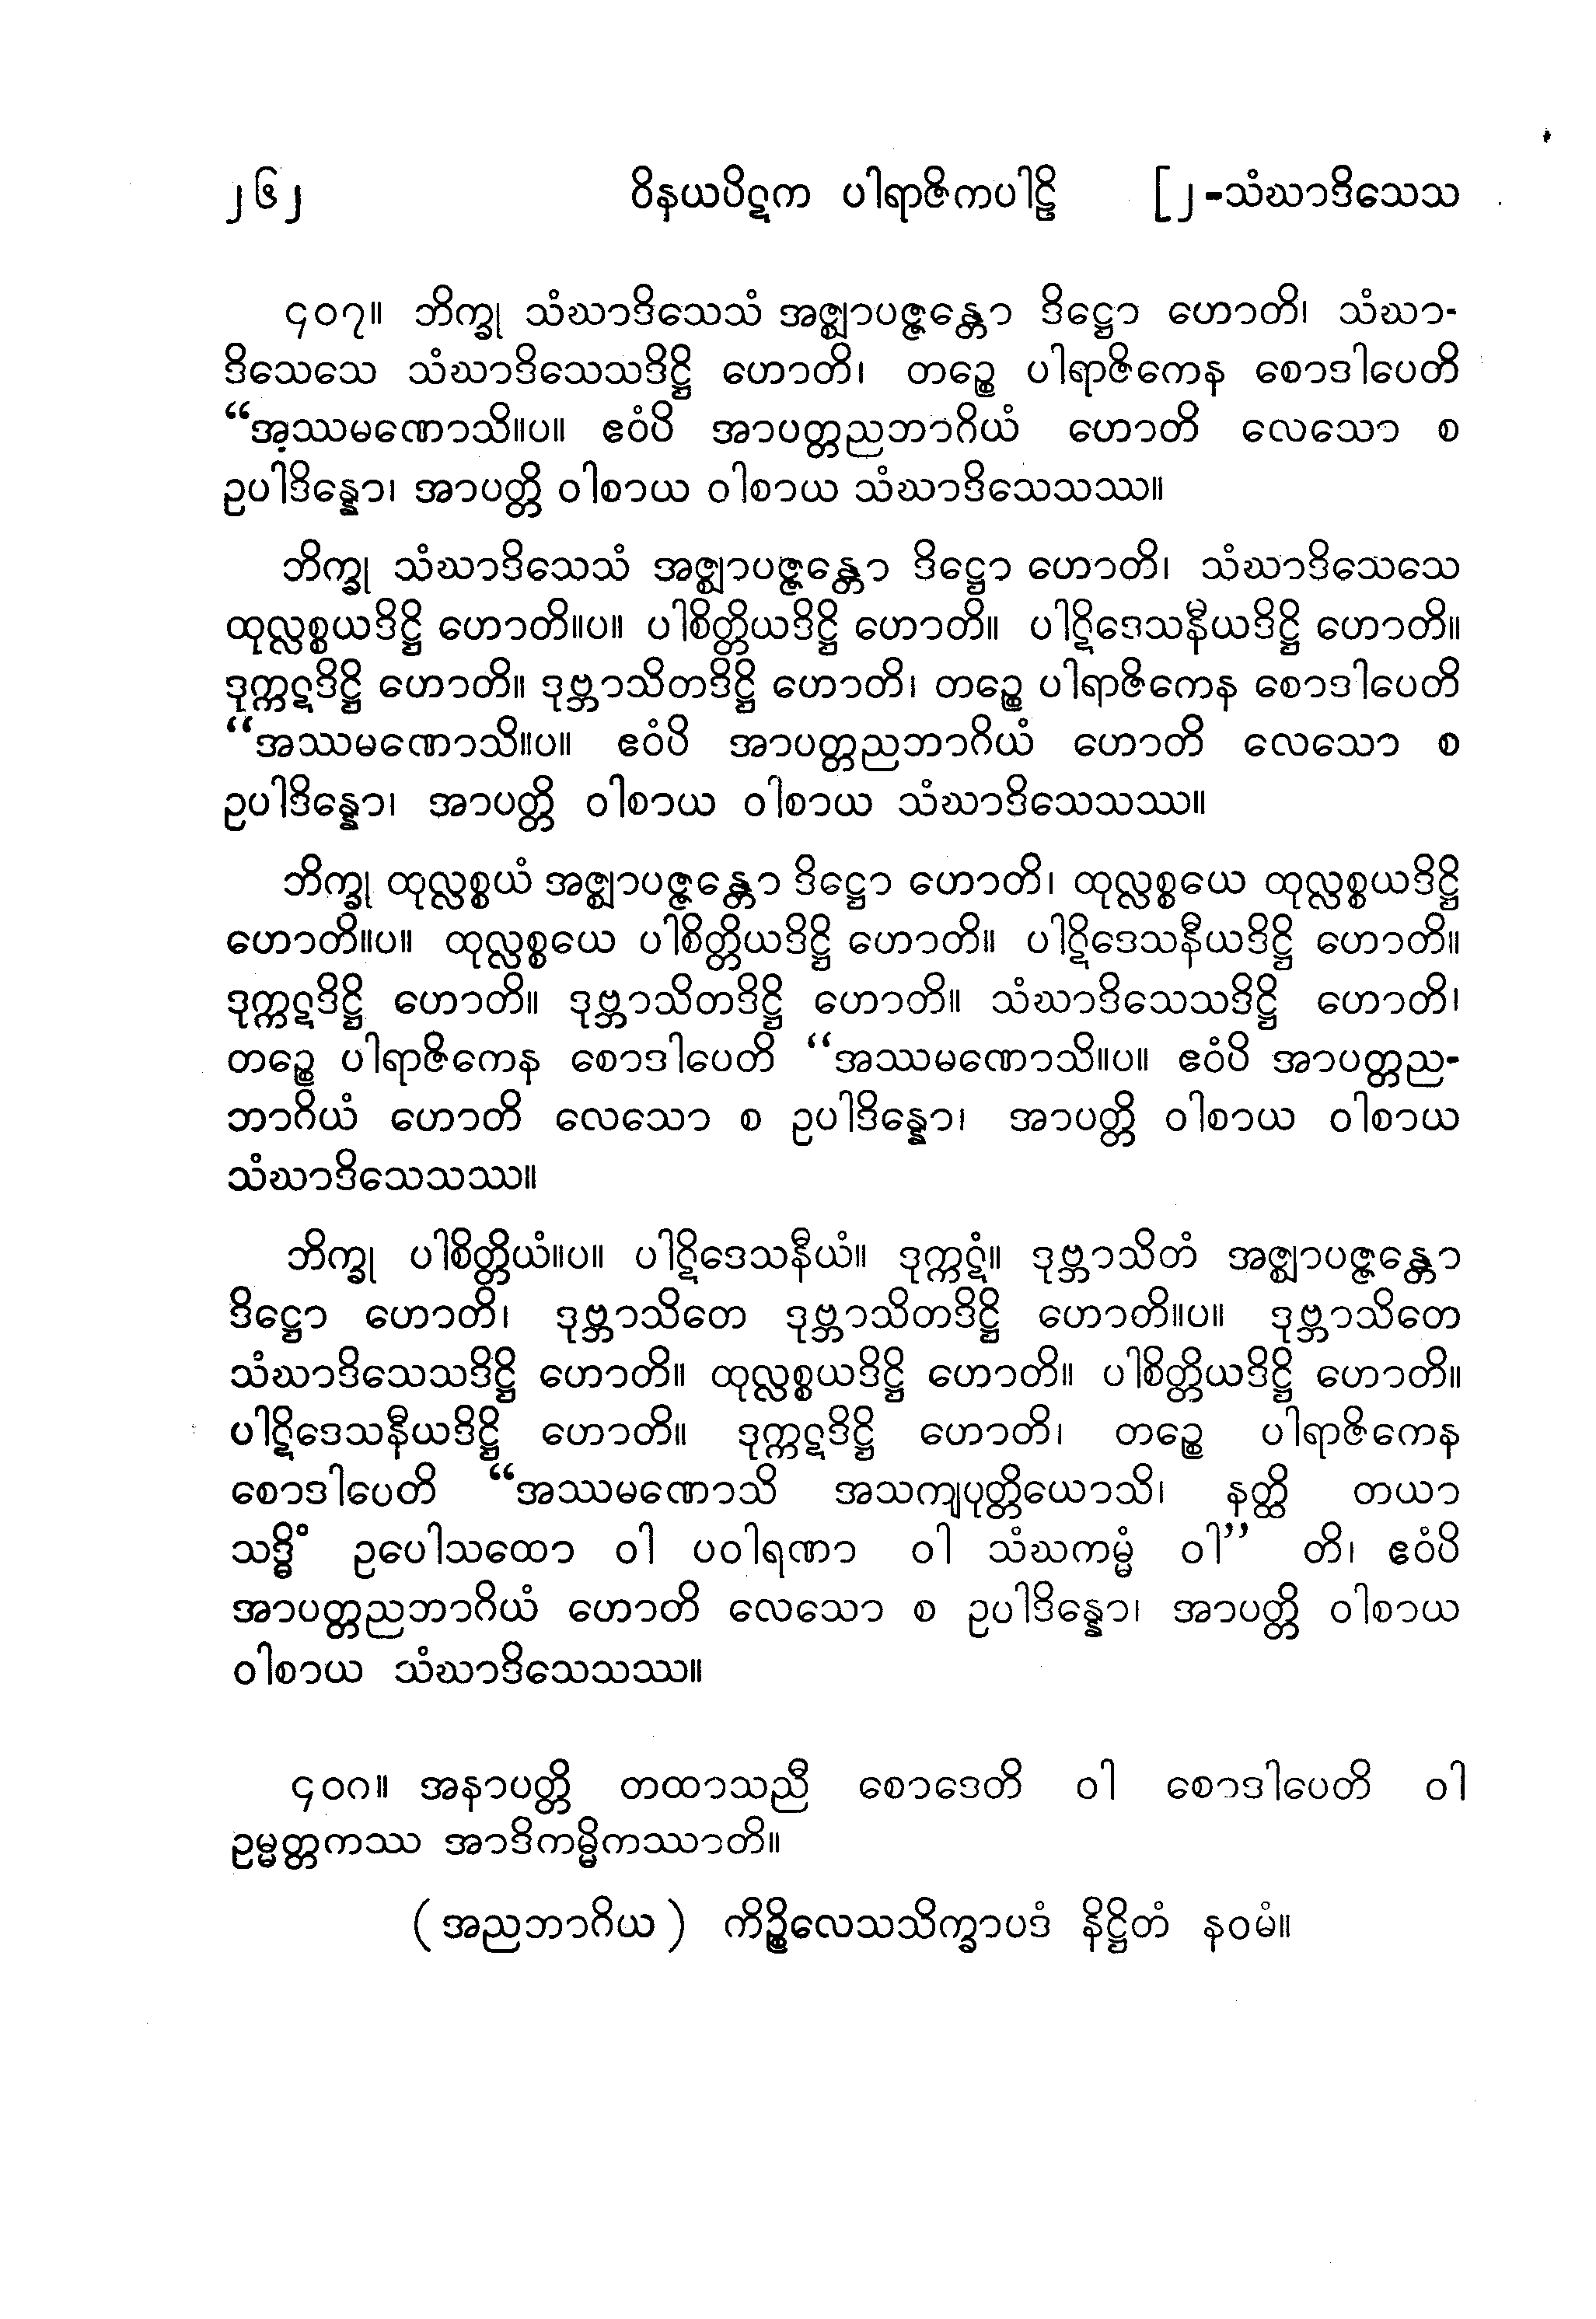 ၂၆၂ ဝိနယပိဋက ပါရာဇိကပါဠိ [၂-သံဃာဒိသေသ
၄၀၇။ ဘိက္ခု သံဃာဒိသေသံ အဇ္ဈာပဇ္ဇန္တော ဒိဋ္ဌော ဟောတိ၊ သံဃာ-
ဒိသေသေ သံဃာဒိသေသဒိဋ္ဌိ ဟောတိ၊ တဉ္စေ ပါရာဇိကေန စောဒါပေတိ
“အဿမဏောသိ။ပ။ ဧဝံပိ အာပတ္တညဘာဂိယံ ဟောတိ လေသော စ
ဥပါဒိန္နော၊ အာပတ္တိ ဝါစာယ ဝါစာယ သံဃာဒိသေသဿ။
ဘိက္ခု သံဃာဒိသေသံ အဇ္ဈာပဇ္ဇန္တော ဒိဋ္ဌော ဟောတိ၊ သံဃာဒိသေသေ
ထုလ္လစ္စယဒိဋ္ဌိ ဟောတိ။ပ။ ပါစိတ္တိယဒိဋ္ဌိ ဟောတိ။ ပါဋိဒေသနီယဒိဋ္ဌိ ဟောတိ။
ဒုက္ကဋဒိဋ္ဌိ ဟောတိ။ ဒုဗ္ဘာသိတဒိဋ္ဌိ ဟောတိ၊ တဉ္စေ ပါရာဇိကေန စောဒါပေတိ
“အဿမဏောသိ။ပ။ ဧဝံပိ အာပတ္တညဘာဂိယံ ဟောတိ လေသော စ
ဥပါဒိန္နော၊ အာပတ္တိ ဝါစာယ ဝါစာယ သံဃာဒိသေသဿ။
ဘိက္ခု ထုလ္လစ္စယံ အဇ္ဈာပဇ္ဇန္တော ဒိဋ္ဌော ဟောတိ၊ ထုလ္လစ္စယေ ထုလ္လစ္စယဒိဋ္ဌိ
ဟောတိ။ပ။ ထုလ္လစ္စယေ ပါစိတ္တိယဒိဋ္ဌိ ဟောတိ။ ပါဋိဒေသနီယဒိဋ္ဌိ ဟောတိ။
ဒုက္ကဋဒိဋ္ဌိ ဟောတိ။ ဒုဗ္ဘာသိတဒိဋ္ဌိ ဟောတိ။ သံဃာဒိသေသဒိဋ္ဌိ ဟောတိ၊
တဉ္စေ ပါရာဇိကေန စောဒါပေတိ “အဿမဏောသိ။ပ။ ဧဝံပိ အာပတ္တည-
ဘာဂိယံ ဟောတိ လေသော စ ဥပါဒိန္နော၊ အာပတ္တိ ဝါစာယ ဝါစာယ
သံဃာဒိသေသဿ။
ဘိက္ခု ပါစိတ္တိယံ။ပ။ ပါဋိဒေသနီယံ။ ဒုက္ကဋံ။ ဒုဗ္ဘာသိတံ အဇ္ဈာပဇ္ဇန္တော
ဒိဋ္ဌော ဟောတိ၊ ဒုဗ္ဘာသိတေ ဒုဗ္ဘာသိတဒိဋ္ဌိ ဟောတိ။ပ။ ဒုဗ္ဘာသိတေ
သံဃာဒိသေသဒိဋ္ဌိ ဟောတိ။ ထုလ္လစ္စယဒိဋ္ဌိ ဟောတိ။ ပါစိတ္တိယဒိဋ္ဌိ ဟောတိ။
ပါဋိဒေသနီယဒိဋ္ဌိ ဟောတိ။ ဒုက္ကဋဒိဋ္ဌိ ဟောတိ၊ တဉ္စေ ပါရာဇိကေန
စောဒါပေတိ “အဿမဏောသိ အသကျပုတ္တိယောသိ၊ နတ္ထိ တယာ
သဒ္ဓိံ ဥပေါသထော ဝါ ပဝါရဏာ ဝါ သံဃကမ္မံ ဝါ” တိ၊ ဧဝံပိ
အာပတ္တညဘာဂိယံ ဟောတိ လေသော စ ဥပါဒိန္နော၊ အာပတ္တိ ဝါစာယ
ဝါစာယ သံဃာဒိသေသဿ။
၄၀၈။ အနာပတ္တိ တထာသညီ စောဒေတိ ဝါ စောဒါပေတိ ဝါ
ဥမ္မတ္တကဿ အာဒိကမ္မိကဿာတိ။
(အညဘာဂိယ) ကိဉ္စိလေသသိက္ခာပဒံ နိဋ္ဌိတံ နဝမံ။